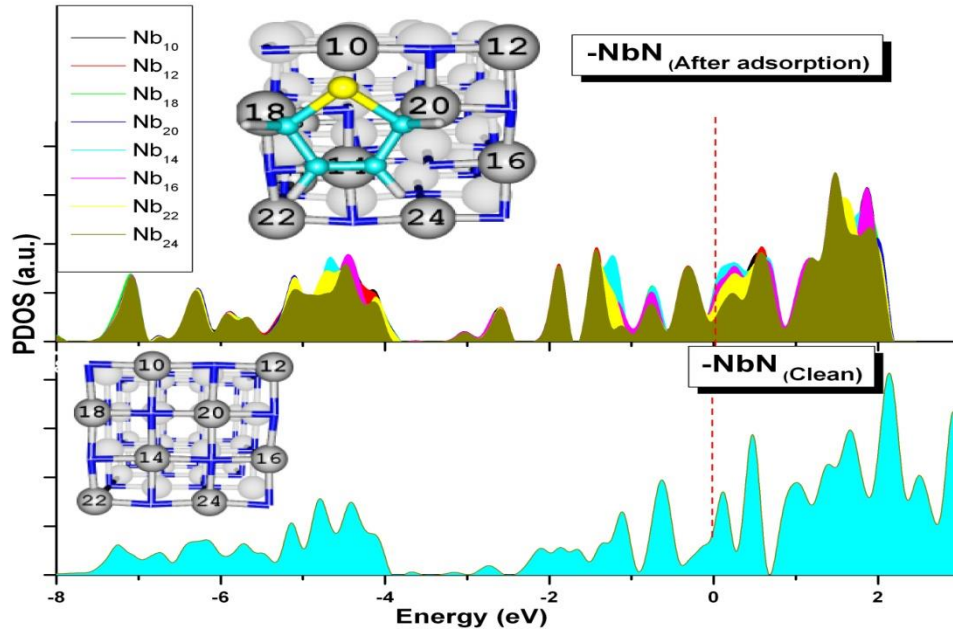 Nb10
Nb12
Nb18
Nb20
Nb14
Nb16
Nb22
Nb24
10
12
18
20
14
16
22
24
-NbN (After adsorption)
PDOS (a.u.)
10
12
18
20
14
16
22
24
-NbN (Clean)
-8
-6
-4
-2
0
2
Energy (eV)